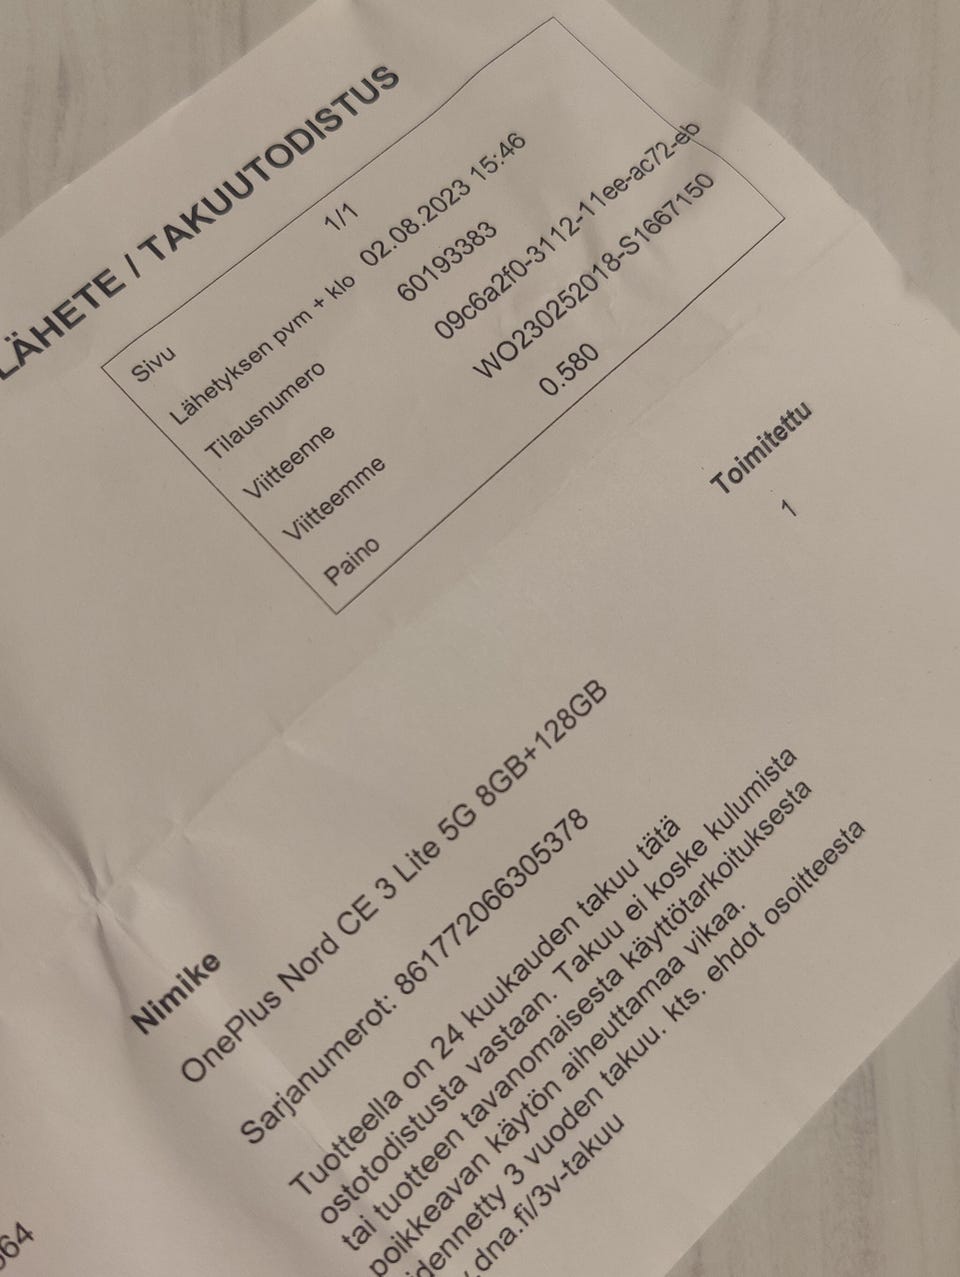 LÄHETE / TAKUUTODISTUS
Sivu 1/1
Lähetyksen pvm + klo 02.08.2023 15:46
Tilausnumero 60193383
Viitteenne 09c6a2f0-3112-11ee-ac72-eb
Viitteemme WO230252018-S1667150
Paino 0.580
Nimike Toimitettu
OnePlus Nord CE 3 Lite 5G 8GB+128GB 1
Sarjanumerot: 861772066305378
Tuotteella on 24 kuukauden takuu tätä
ostotodistusta vastaan. Takuu ei koske kulumista
tai tuotteen tavanomaisesta käyttötarkoituksesta
poikkeavan käytön aiheuttamaa vikaa.
idennetty 3 vuoden takuu. kts. ehdot osoitteesta
.dna.fi/3v-takuu
064